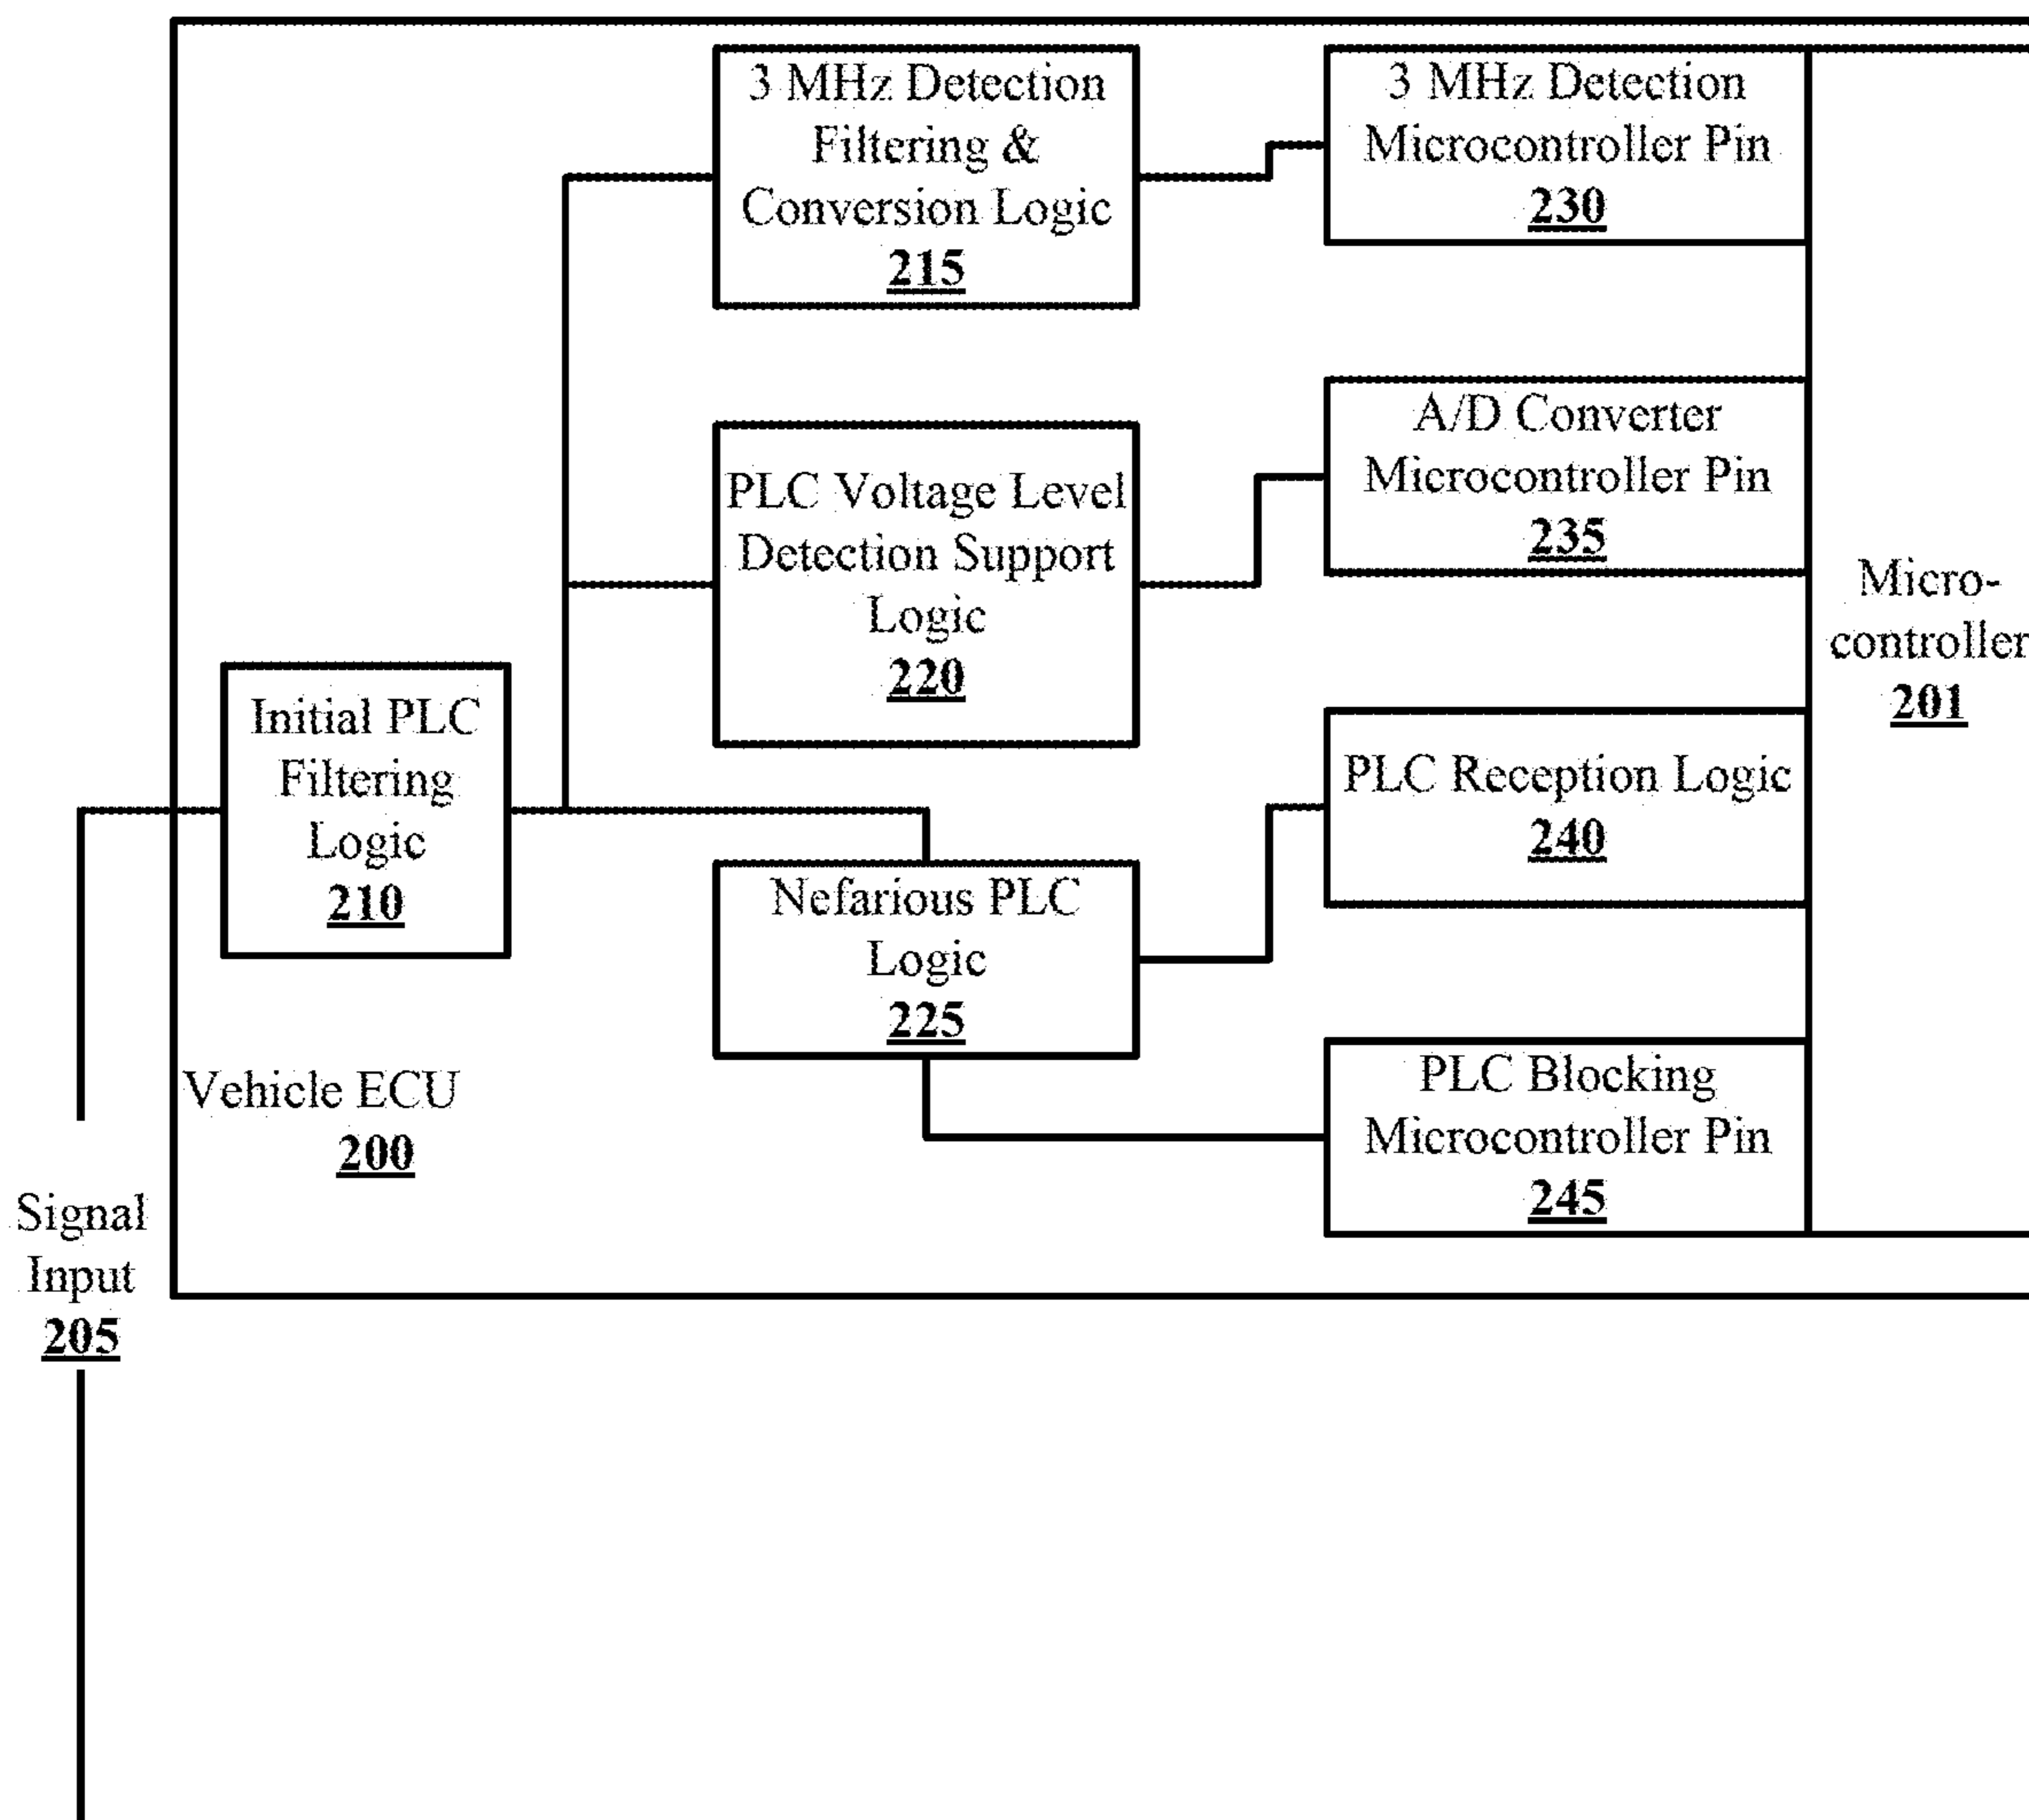 3 MHz Detection
Filtering &
Conversion Logic
215
3 MHz Detection
Microcontroller Pin
230
PLC Voltage Level
Detection Support
Logic
220
A/D Converter
Microcontroller Pin
235
Micro-
controller
201
Initial PLC
Filtering
Logic
210
PLC Reception Logic
240
Nefarious PLC
Logic
225
PLC Blocking
Microcontroller Pin
245
Vehicle ECU
200
Signal
Input
205